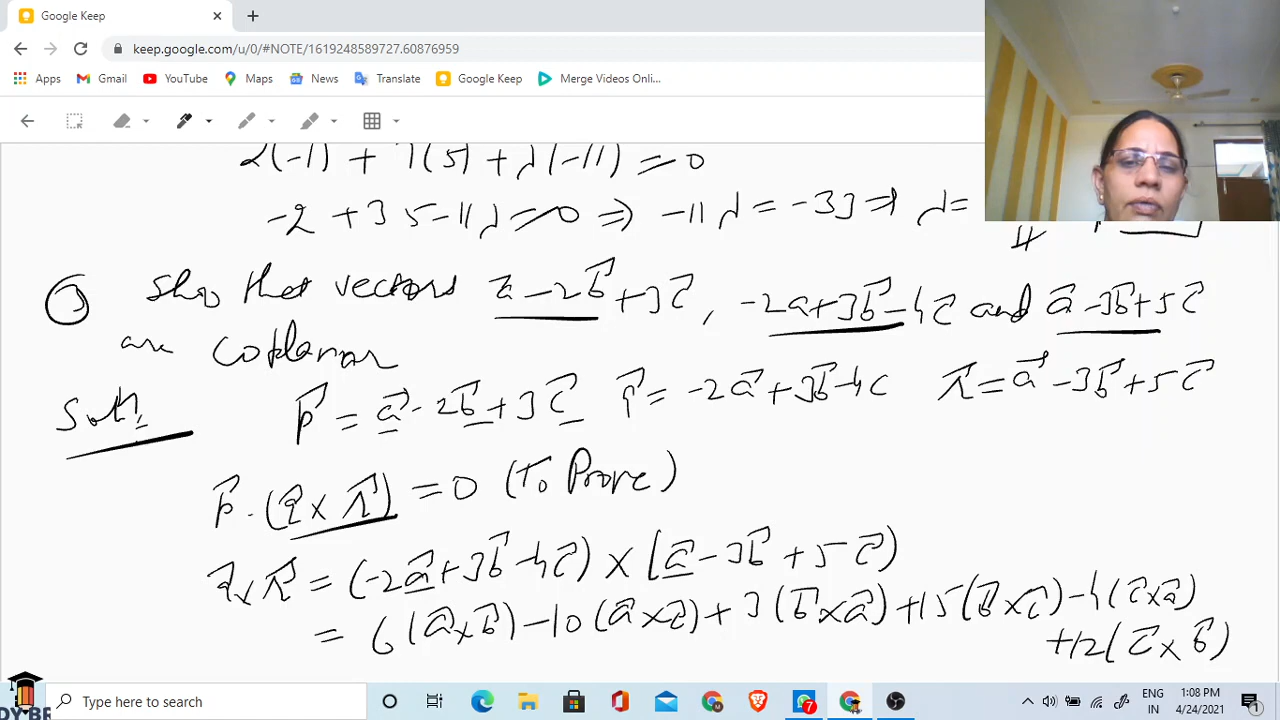 Google Keep
keep.google.com/u/0/#NOTE/1619248589727.60876959
Apps Gmail YouTube Maps News Translate Google Keep Merge Videos Onli...
2(-1) + 7(5) + λ(-11) = 0
-2 + 35 - 11λ = 0 ⇒ -11λ = -33 ⇒ λ =
Q Show that vectors a⃗ - 2b⃗ + 3c⃗, -2a + 3b⃗ - 4c⃗ and a⃗ - 3b⃗ + 5c⃗
are coplanar
Soln:
p⃗ = a⃗ - 2b⃗ + 3c⃗ q⃗ = -2a⃗ + 3b⃗ - 4c r⃗ = a⃗ - 3b⃗ + 5c⃗
p⃗ . (q⃗ x r⃗) = 0 (To Prove)
q⃗ x r⃗ = (-2a⃗ + 3b⃗ - 4c⃗) x (a⃗ - 3b⃗ + 5c⃗)
= 6(a⃗ x b⃗) - 10(a⃗ x c⃗) + 3(b⃗ x a⃗) + 15(b⃗ x c⃗) - 4(c⃗ x a⃗)
+12(c⃗ x b⃗)
DY BR
Type here to search
7
ENG
IN
1:08 PM
4/24/2021
1